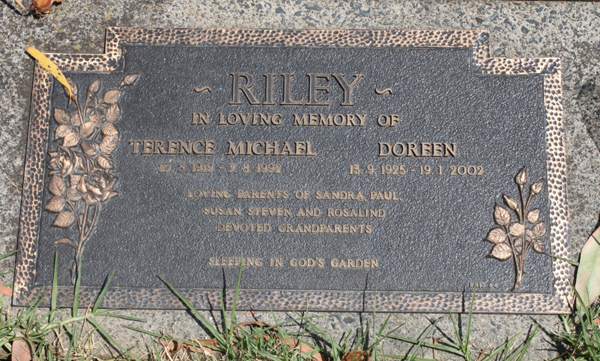 ~ RILEY ~
IN LOVING MEMORY OF
TERENCE MICHAEL DOREEN
13. 9. 1925 - 19. 1. 2002
LOVING PARENTS OF SANDRA PAUL
SUSAN STEVEN AND ROSALIND
DEVOTED GRANDPARENTS
SLEEPING IN GOD'S GARDEN